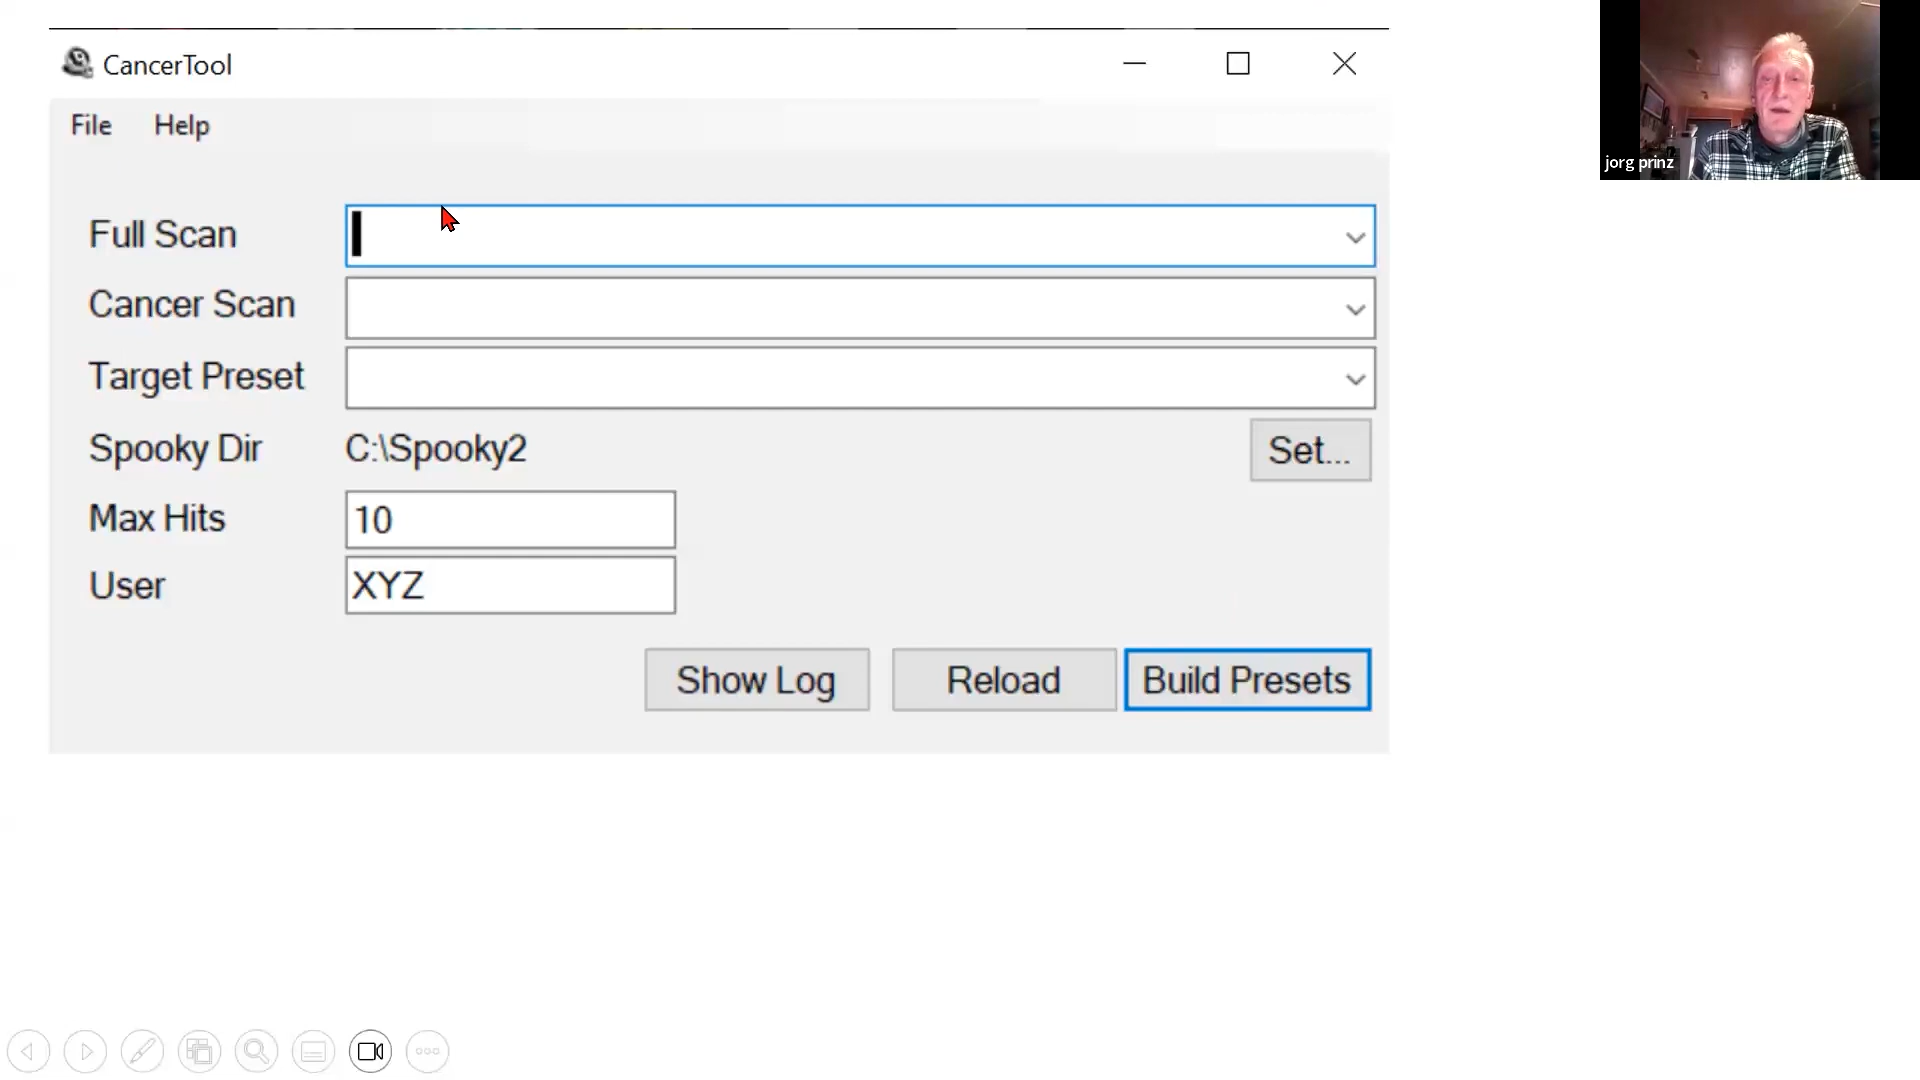 CancerTool
File Help
jorg prinz
Full Scan
Cancer Scan
Target Preset
Spooky Dir C:\Spooky2 Set...
Max Hits 10
User XYZ
Show Log Reload Build Presets